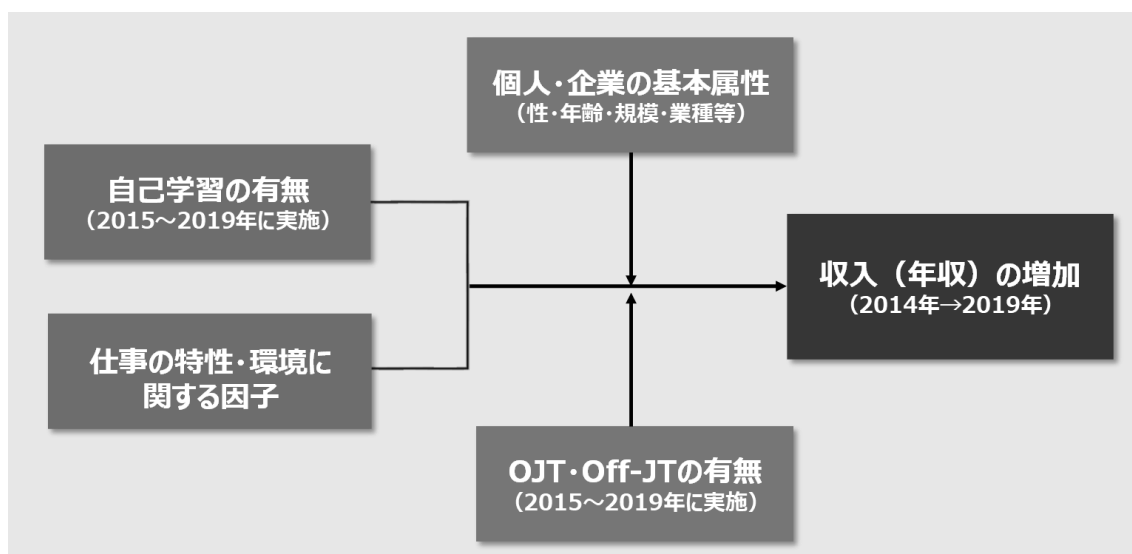 個人・企業の基本属性
（性・年齢・規模・業種等）
自己学習の有無
（2015～2019年に実施）
収入（年収）の増加
（2014年→2019年）
仕事の特性・環境に
関する因子
OJT・Off-JTの有無
（2015～2019年に実施）